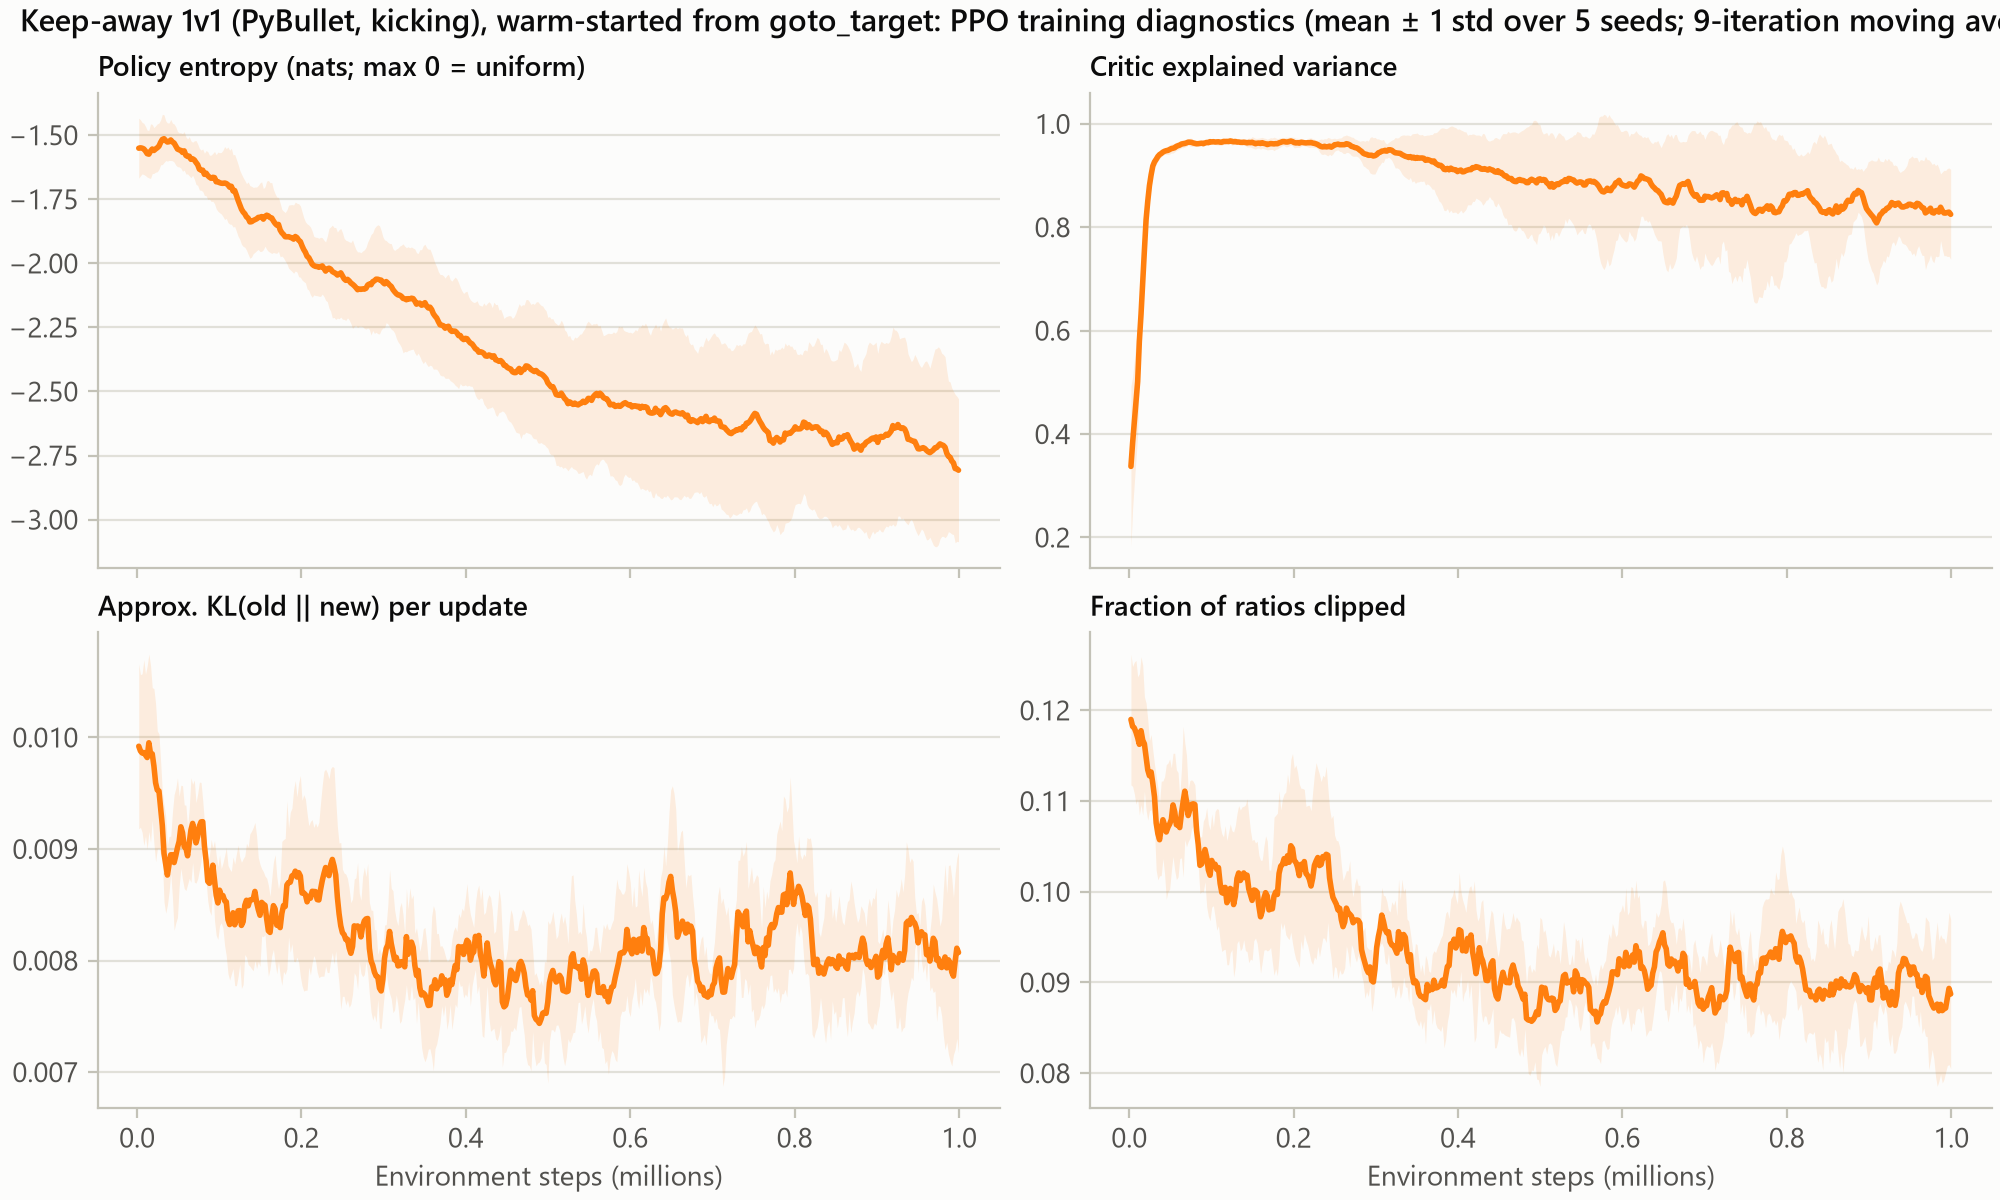 Keep-away 1v1 (PyBullet, kicking), warm-started from goto_target: PPO training diagnostics (mean ± 1 std over 5 seeds; 9-iteration moving av
Policy entropy (nats; max 0 = uniform)
−1.50
−1.75
−2.00
−2.25
−2.50
−2.75
−3.00
Critic explained variance
1.0
0.8
0.6
0.4
0.2
Approx. KL(old || new) per update
0.010
0.009
0.008
0.007
0.0 0.2 0.4 0.6 0.8 1.0
Environment steps (millions)
Fraction of ratios clipped
0.12
0.11
0.10
0.09
0.08
0.0 0.2 0.4 0.6 0.8 1.0
Environment steps (millions)